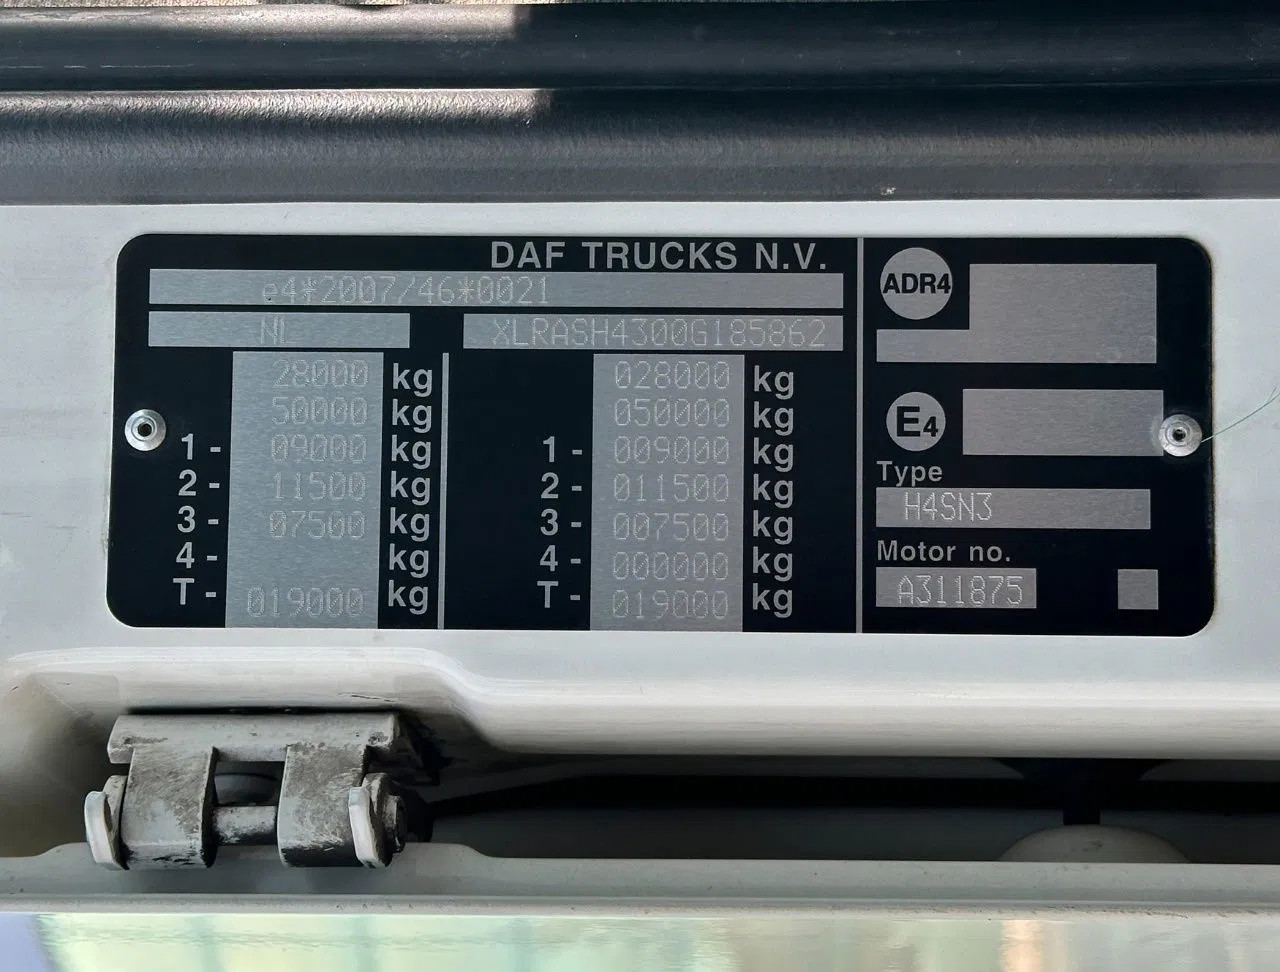 DAF TRUCKS N.V.
e4*2007/46*0021
NL XLRASH4300G185862
28000 kg 028000 kg
50000 kg 050000 kg
1 - 09000 kg 1 - 009000 kg
2 - 11500 kg 2 - 011500 kg
3 - 07500 kg 3 - 007500 kg
4 - kg 4 - 000000 kg
T - 019000 kg T - 019000 kg
ADR4
E4
Type
H4SN3
Motor no.
A311875